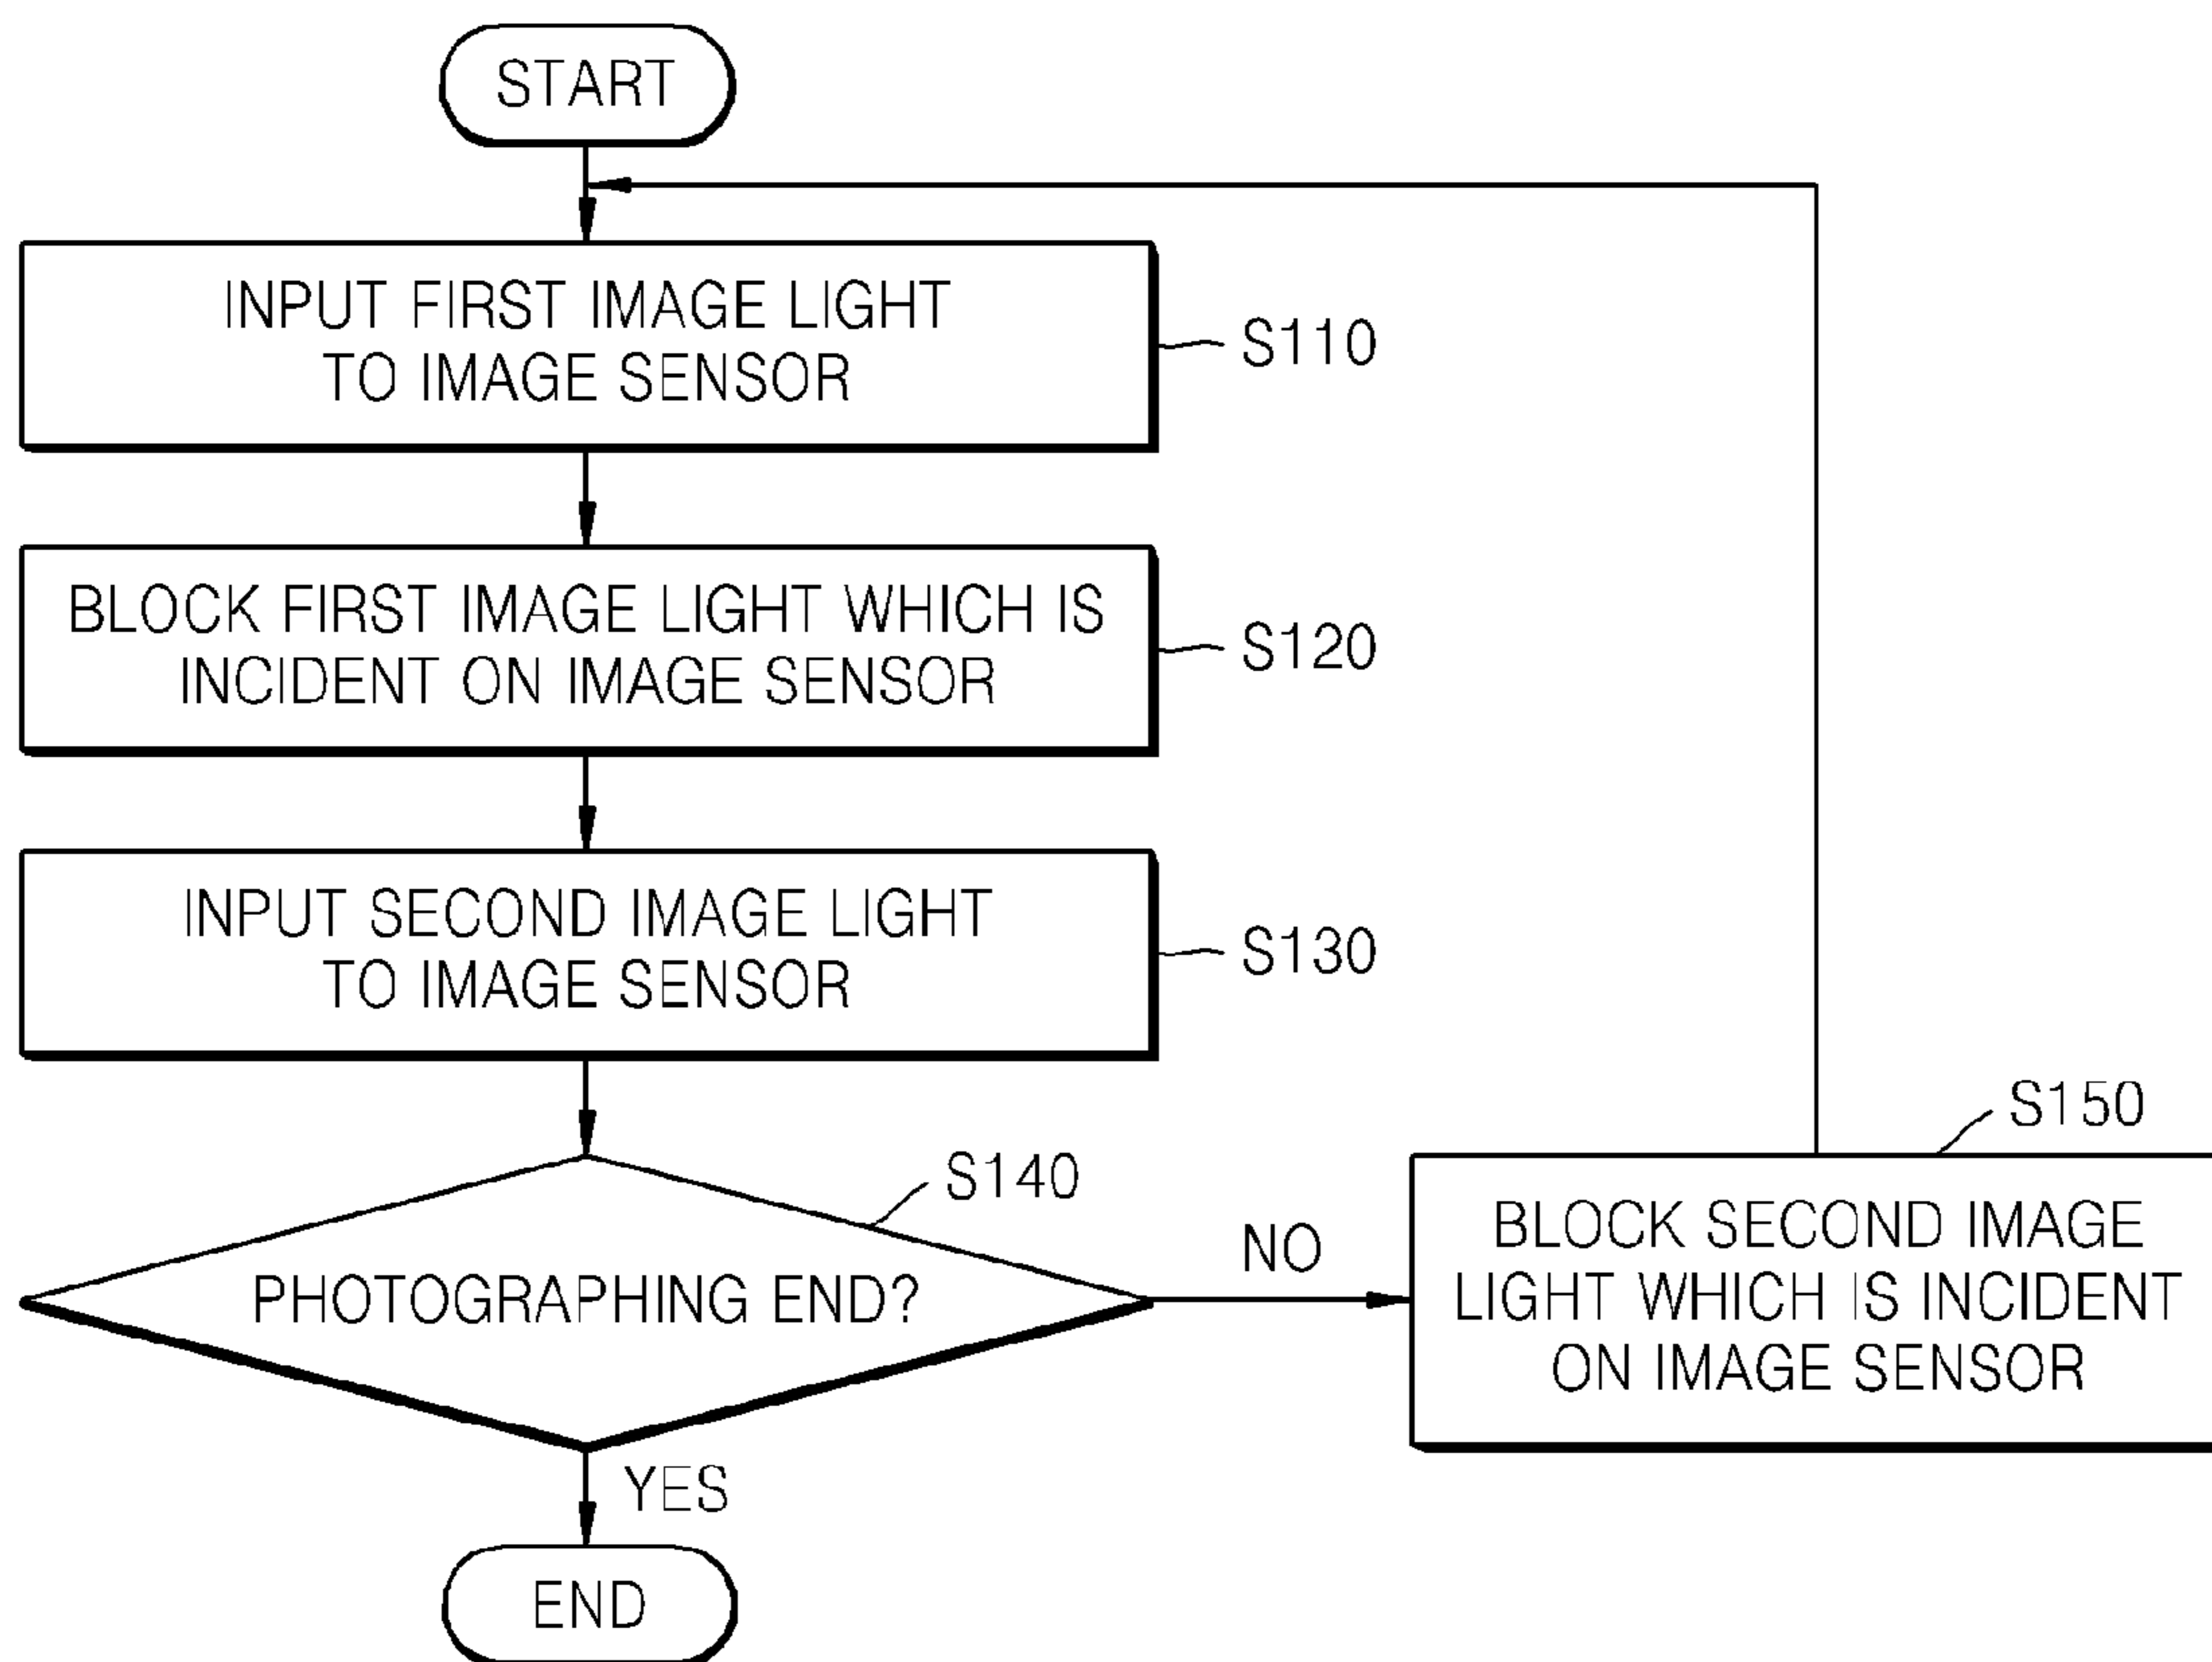 START
INPUT FIRST IMAGE LIGHT
TO IMAGE SENSOR
S110
BLOCK FIRST IMAGE LIGHT WHICH IS
INCIDENT ON IMAGE SENSOR
S120
INPUT SECOND IMAGE LIGHT
TO IMAGE SENSOR
S130
S140
PHOTOGRAPHING END?
NO
S150
BLOCK SECOND IMAGE
LIGHT WHICH IS INCIDENT
ON IMAGE SENSOR
YES
END